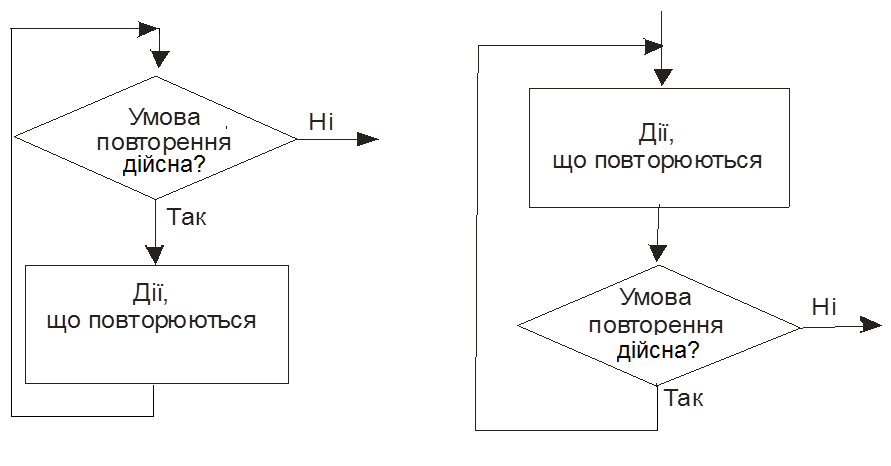 Умова
повторення
дійсна?
Ні
Так
Дії,
що повторюються
Дії,
що повторюються
Умова
повторення
дійсна?
Ні
Так